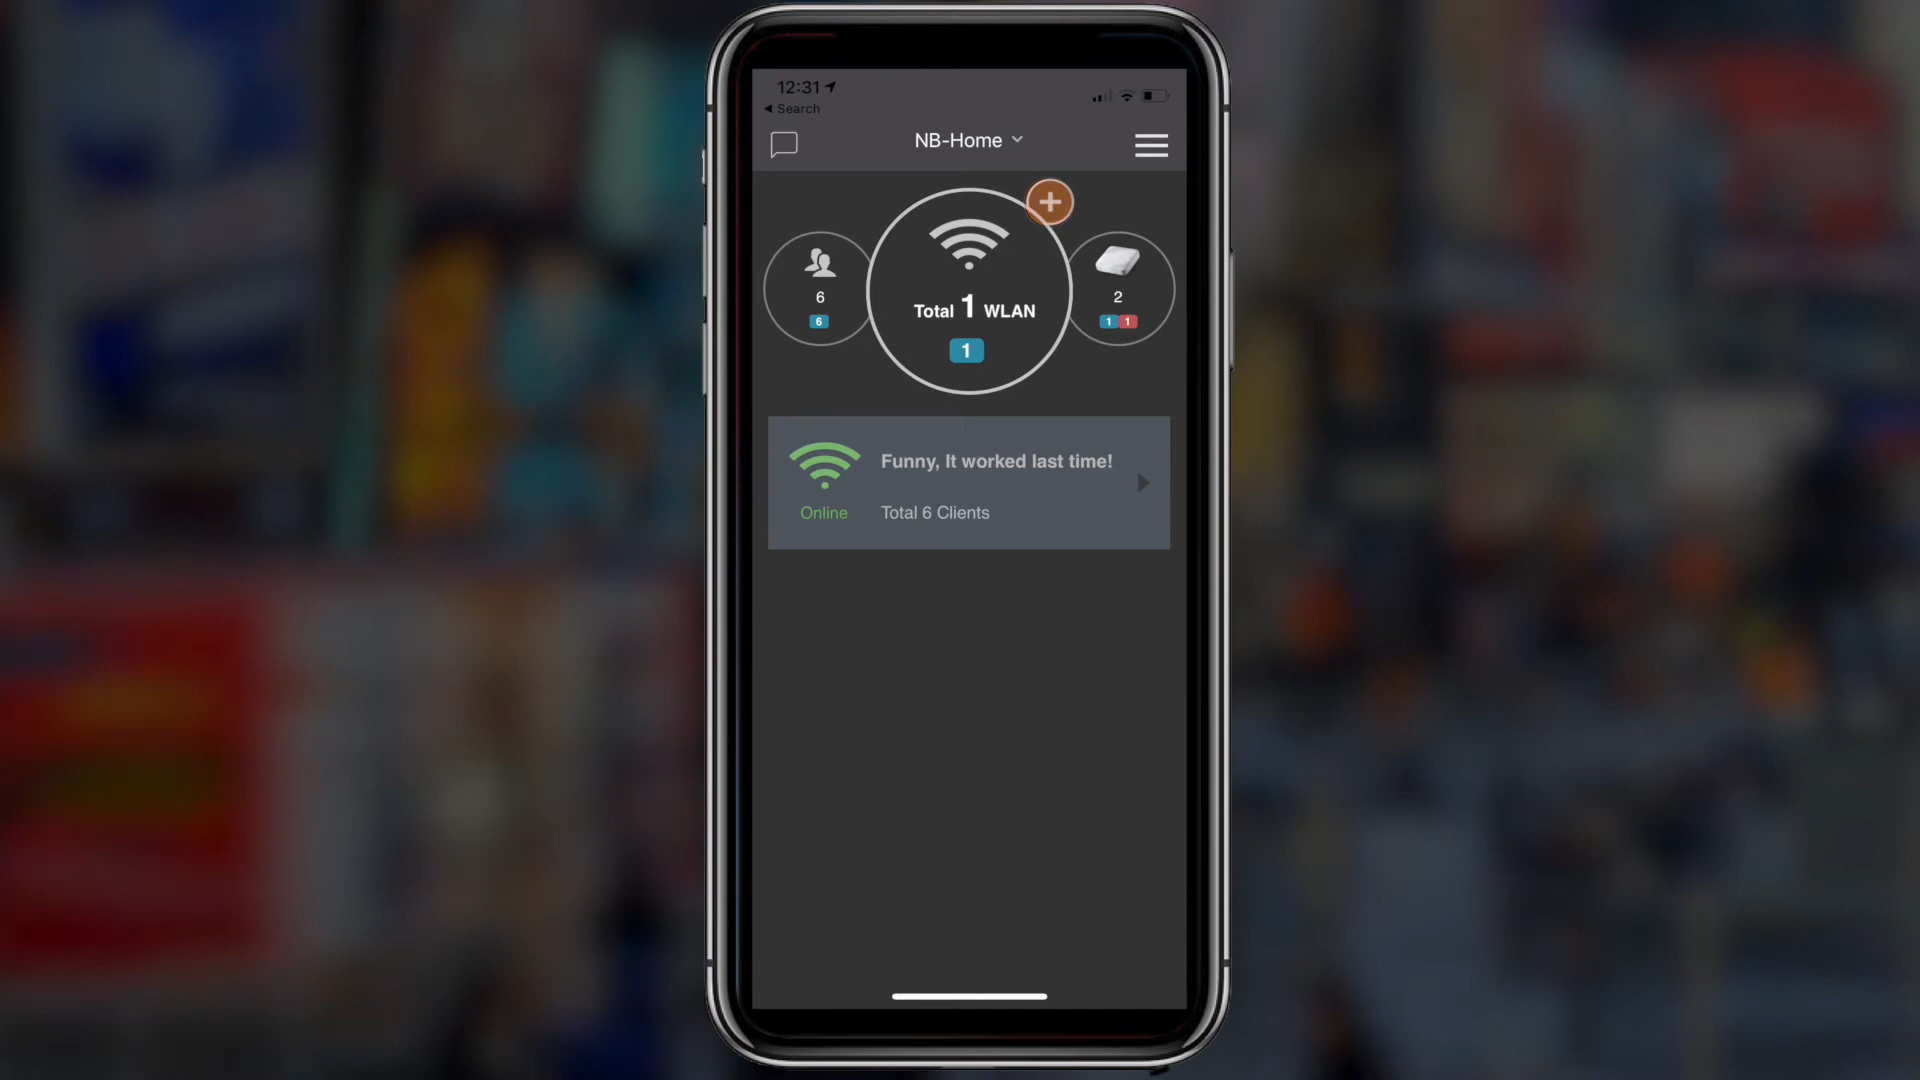 12:31
Search
NB-Home
6
6
Total 1 WLAN
1
2
1 1
Funny, It worked last time!
Online
Total 6 Clients